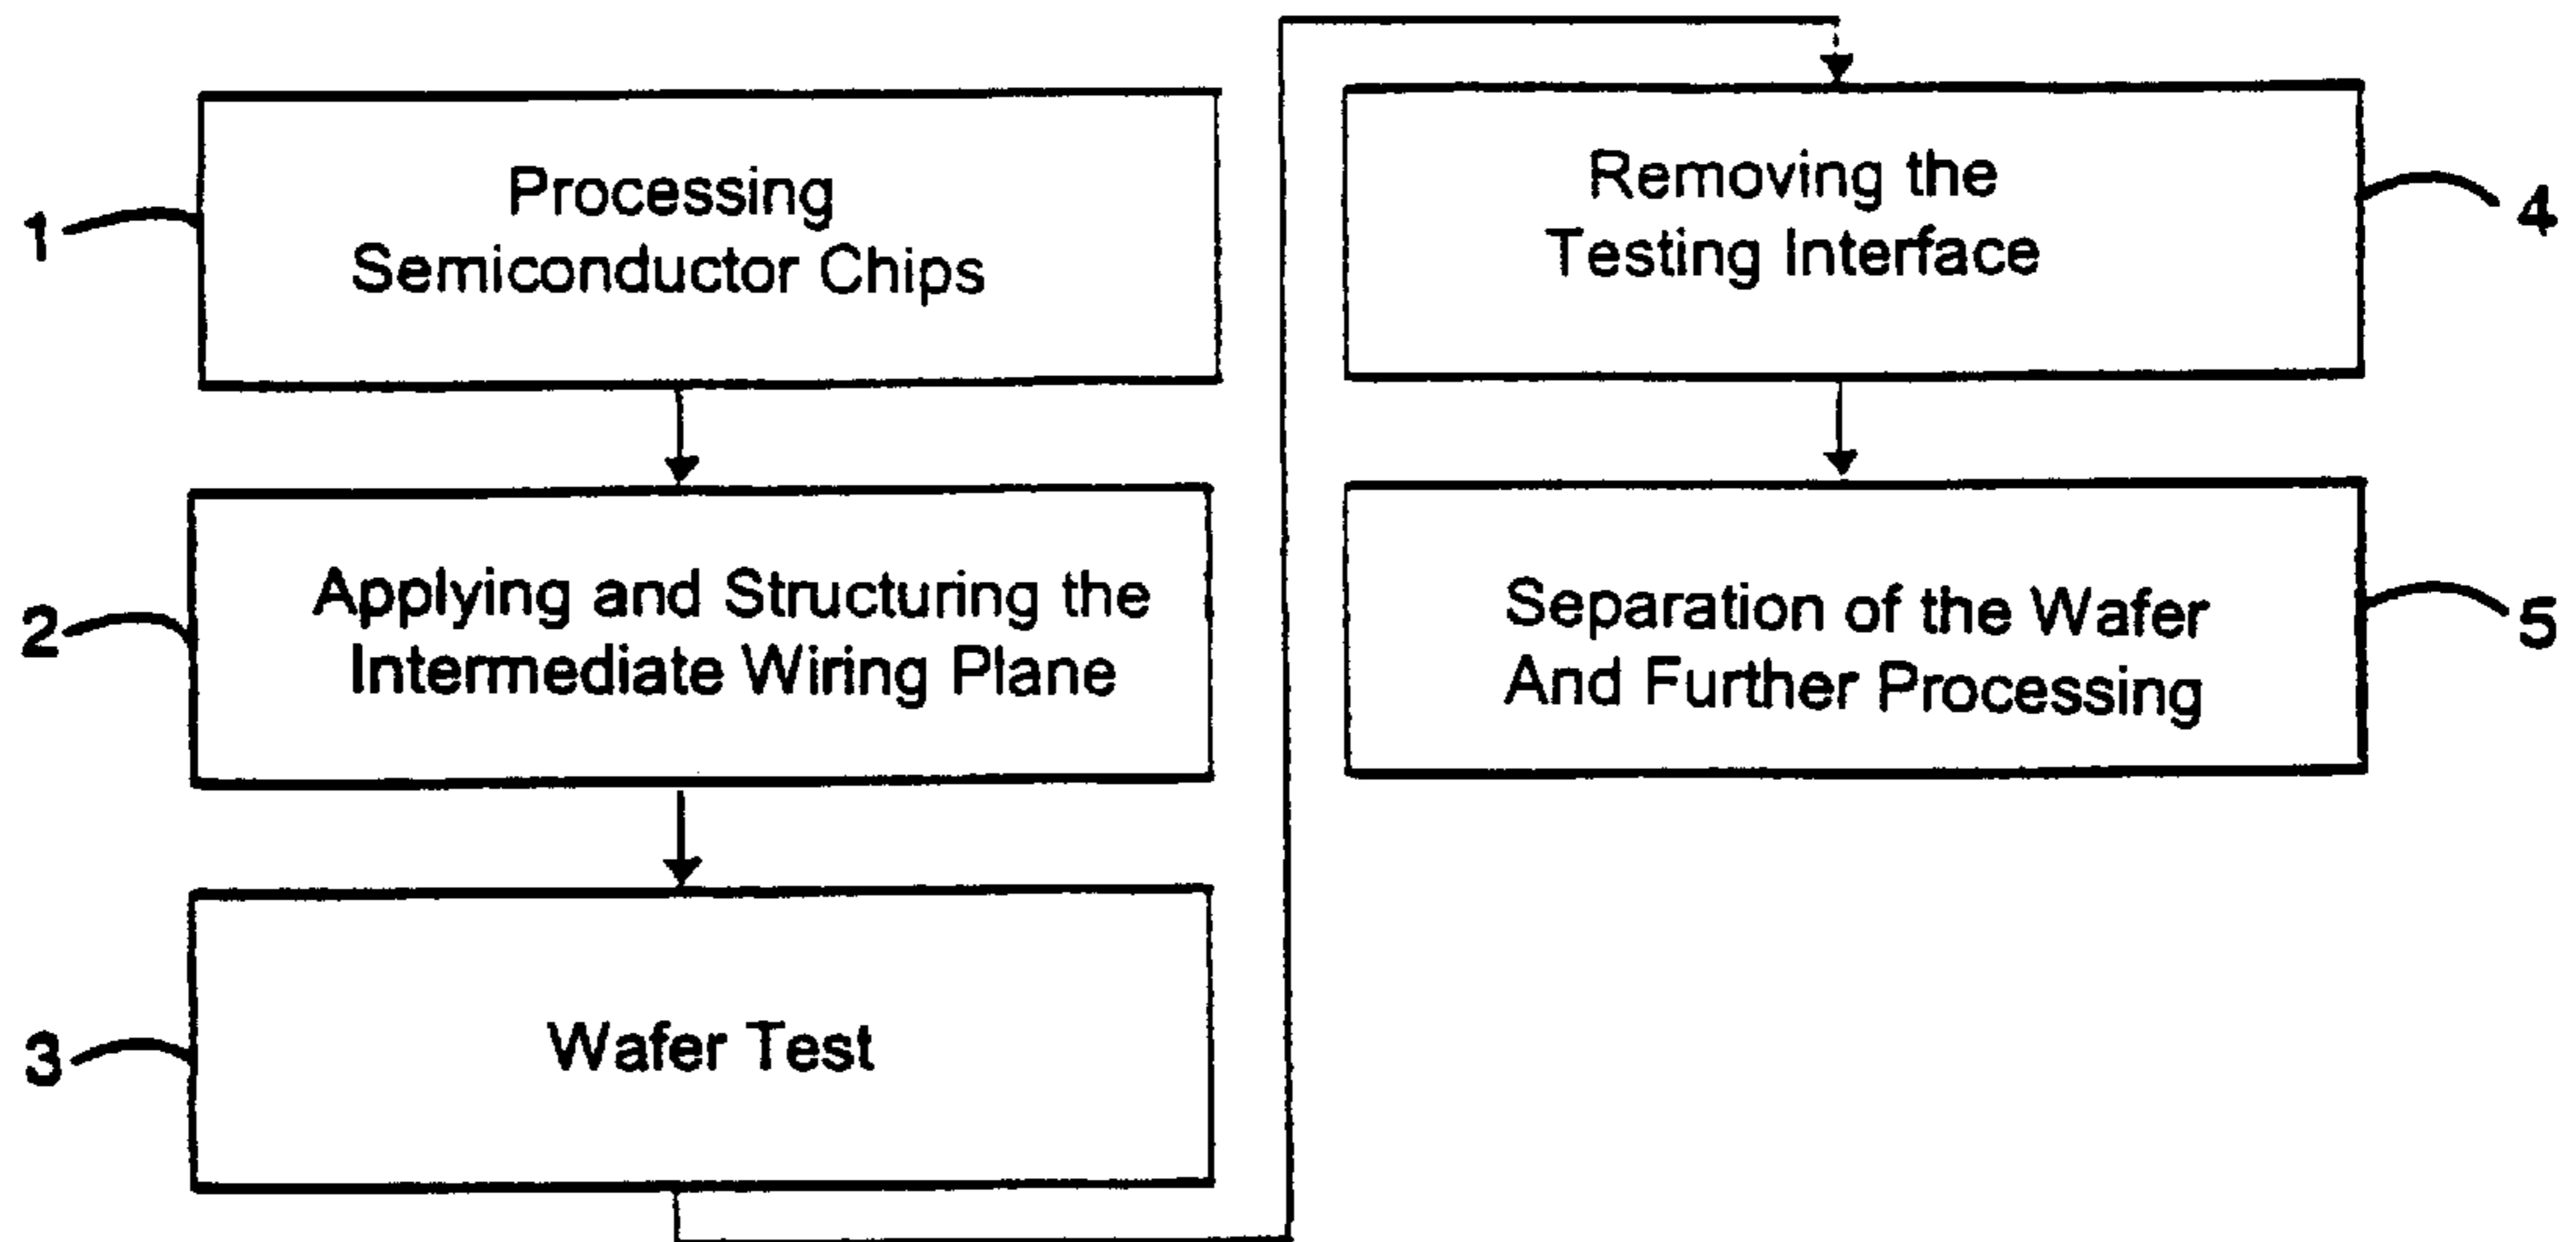 1
Processing
Semiconductor Chips
2
Applying and Structuring the
Intermediate Wiring Plane
3
Wafer Test
Removing the
Testing Interface
4
Separation of the Wafer
And Further Processing
5